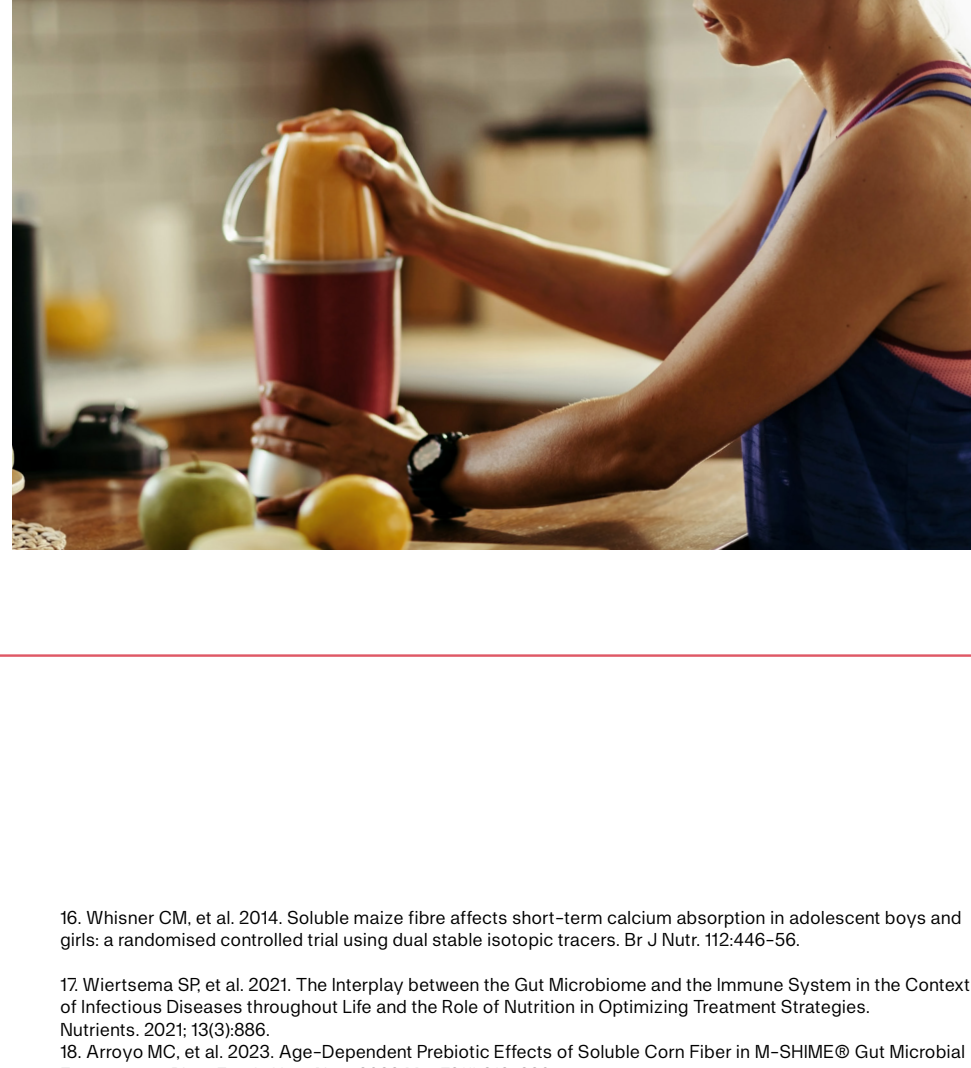 16. Whisner CM, et al. 2014. Soluble maize fibre affects short-term calcium absorption in adolescent boys and
girls: a randomised controlled trial using dual stable isotopic tracers. Br J Nutr. 112:446-56.
17. Wiertsema SP, et al. 2021. The Interplay between the Gut Microbiome and the Immune System in the Context
of Infectious Diseases throughout Life and the Role of Nutrition in Optimizing Treatment Strategies.
Nutrients. 2021; 13(3):886.
18. Arroyo MC, et al. 2023. Age-Dependent Prebiotic Effects of Soluble Corn Fiber in M-SHIME® Gut Microbial